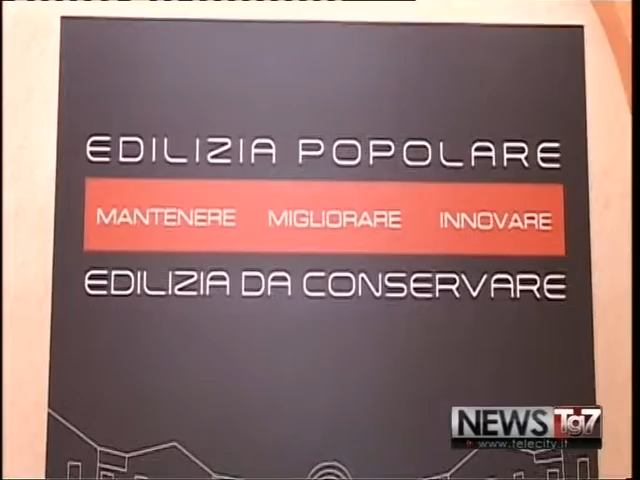 EDILIZIA POPOLARE
MANTENERE MIGLIORARE INNOVARE
EDILIZIA DA CONSERVARE
NEWS Tg7
www.telecity.it